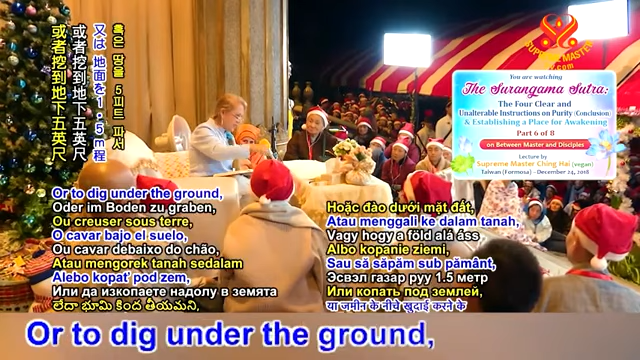 或者挖到地下五英尺
或者挖到地下五英尺
又は 地面を1・5m程
혹은 땅을 5피트 파서
SUPREME MASTER
TV.com
You are watching
The Surangama Sutra:
The Four Clear and
Unalterable Instructions on Purity (Conclusion)
& Establishing a Place for Awakening
Part 6 of 8
on Between Master and Disciples
Lecture by
Supreme Master Ching Hai (vegan)
Taiwan (Formosa) - December 24, 2018
Or to dig under the ground,
Oder im Boden zu graben,
Ou creuser sous terre,
O cavar bajo el suelo,
Ou cavar debaixo do chão,
Atau mengorek tanah sedalam
Alebo kopať pod zem,
Или да изкопаете надолу в земята
లేదా భూమి కింద తీయమని,
Hoặc đào dưới mặt đất,
Atau menggali ke dalam tanah,
Vagy hogy a föld alá áss
Albo kopanie ziemi,
Sau să săpăm sub pământ,
Эсвэл газар руу 1.5 метр
Или копать под землей,
या ज़मीन के नीचे खुदाई करने के
Or to dig under the ground,